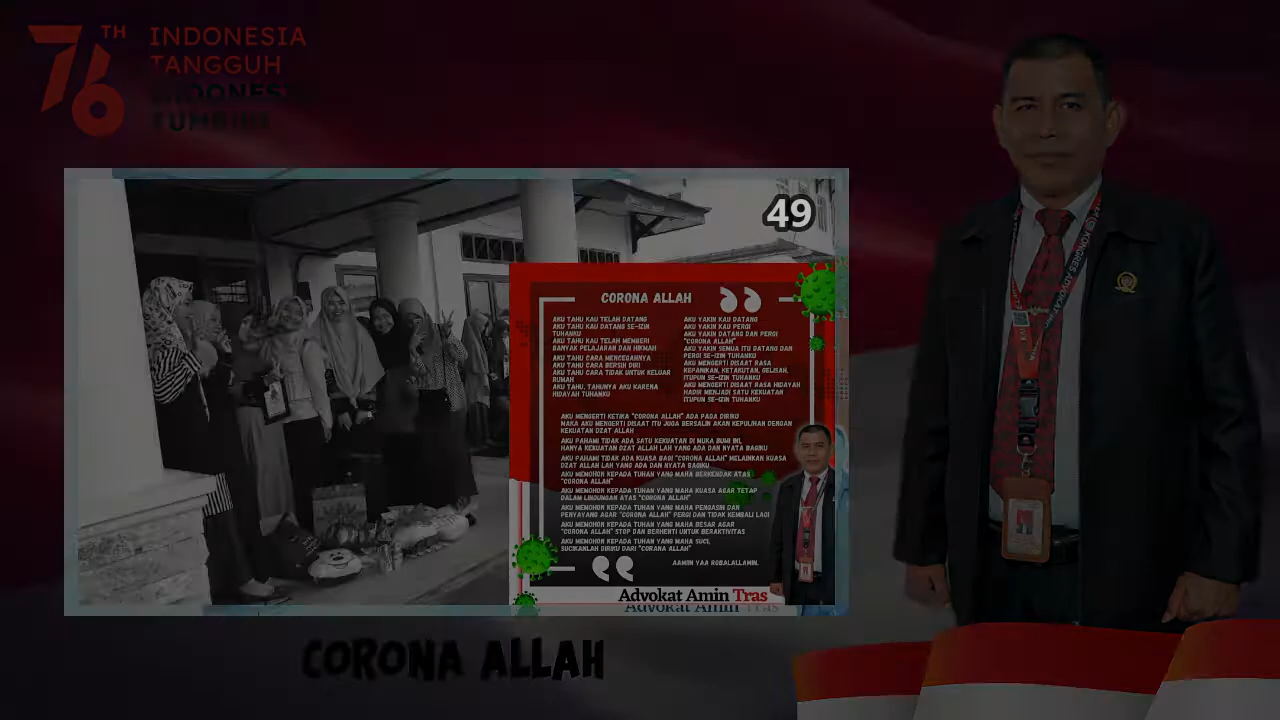 76TH
INDONESIA
TANGGUH
INDONESIA
TUMBUH
49
CORONA ALLAH
AKU TAHU KAU TELAH DATANG
AKU TAHU KAU DATANG SE-IZIN
TUHANKU
AKU TAHU KAU TELAH MEMBERI
BANYAK PELAJARAN DAN HIKMAH
AKU TAHU CARA MENCEGAHNYA
AKU TAHU CARA BERSIH DIRI
AKU TAHU CARA TIDAK UNTUK KELUAR
RUMAH
AKU TAHU, TAHUNYA AKU KARENA
HIDAYAH TUHANKU
AKU YAKIN KAU DATANG
AKU YAKIN KAU PERGI
AKU YAKIN DATANG DAN PERGI
"CORONA ALLAH"
AKU YAKIN SEMUA ITU DATANG DAN
PERGI SE-IZIN TUHANKU
AKU MENGERTI DISAAT RASA
KEPANIKAN, KETAKUTAN, GELISAH,
ITUPUN SE-IZIN TUHANKU
AKU MENGERTI DISAAT RASA HIDAYAH
HADIR MENJADI SATU KEKUATAN
ITUPUN SE-IZIN TUHANKU
AKU MENGERTI KETIKA "CORONA ALLAH" ADA PADA DIRIKU
MAKA AKU MENGERTI DISAAT ITU JUGA BERSALIN AKAN KEPULIHAN DENGAN
KEKUATAN DZAT ALLAH
AKU PAHAMI TIDAK ADA SATU KEKUATAN DI MUKA BUMI INI,
HANYA KEKUATAN DZAT ALLAH LAH YANG ADA DAN NYATA BAGIKU
AKU PAHAMI TIDAK ADA KUASA BAGI "CORONA ALLAH" MELAINKAN KUASA
DZAT ALLAH LAH YANG ADA DAN NYATA BAGIKU
AKU MEMOHON KEPADA TUHAN YANG MAHA BERKENDAK ATAS
"CORONA ALLAH"
AKU MEMOHON KEPADA TUHAN YANG MAHA KUASA AGAR TETAP
DALAM LINDUNGAN ATAS "CORONA ALLAH"
AKU MEMOHON KEPADA TUHAN YANG MAHA PENGASIH DAN
PENYAYANG AGAR "CORONA ALLAH" PERGI DAN TIDAK KEMBALI LAGI
AKU MEMOHON KEPADA TUHAN YANG MAHA BESAR AGAR
"CORONA ALLAH" STOP DAN BERHENTI UNTUK BERAKTIVITAS
AKU MEMOHON KEPADA TUHAN YANG MAHA SUCI,
SUCIKANLAH DIRIKU DARI "CORANA ALLAH"
AAMIIN YAA ROBALALLAMIN.
Advokat Amin Tras
Advokat Amin Tras
KONGRES ADVOKA
CORONA ALLAH